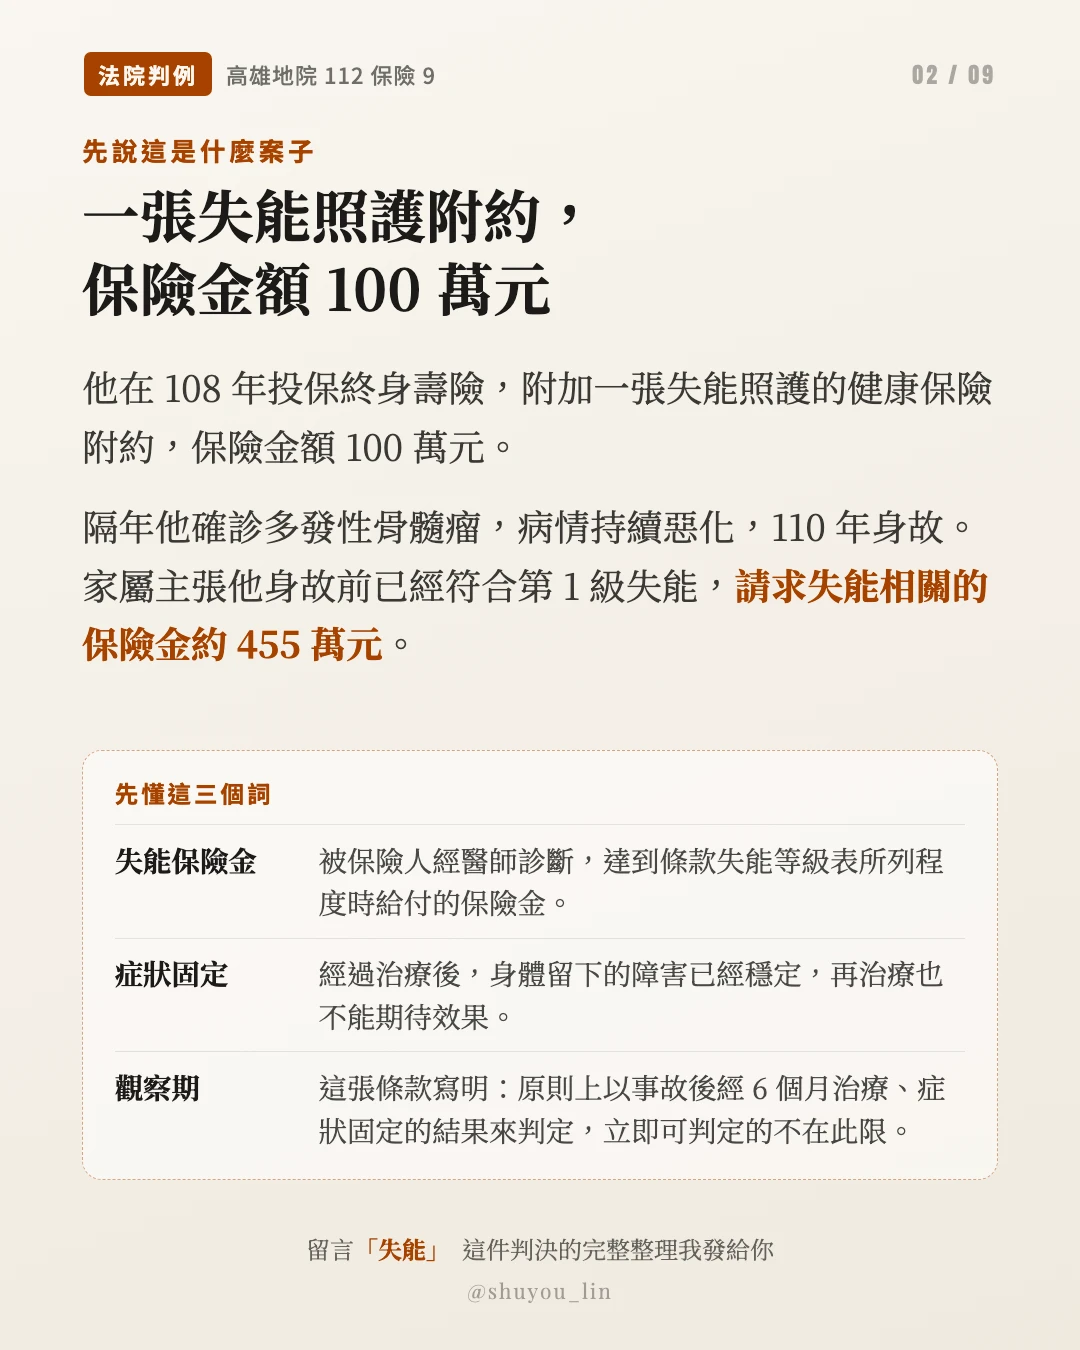 法院判例 高雄地院 112 保險 9
02 / 09
先說這是什麼案子
一張失能照護附約，
保險金額 100 萬元
他在 108 年投保終身壽險，附加一張失能照護的健康保險
附約，保險金額 100 萬元。
隔年他確診多發性骨髓瘤，病情持續惡化，110 年身故。
家屬主張他身故前已經符合第 1 級失能，請求失能相關的
保險金約 455 萬元。
先懂這三個詞
失能保險金 被保險人經醫師診斷，達到條款失能等級表所列程
度時給付的保險金。
症狀固定 經過治療後，身體留下的障害已經穩定，再治療也
不能期待效果。
觀察期 這張條款寫明：原則上以事故後經 6 個月治療、症
狀固定的結果來判定，立即可判定的不在此限。
留言「失能」 這件判決的完整整理我發給你
@shuyou_lin